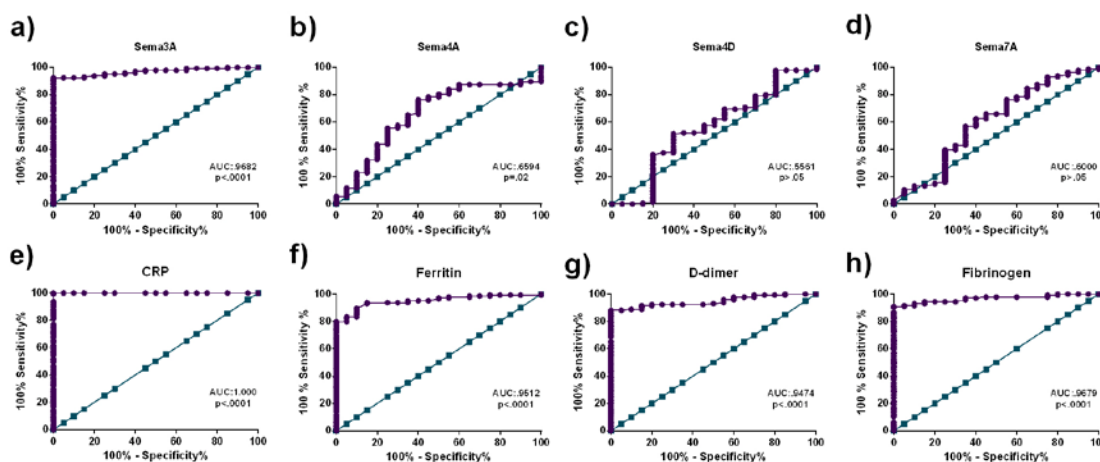 a)
Sema3A
100% Sensitivity%
100
80
60
40
20
0
0 20 40 60 80 100
100% - Specificity%
AUC:.9682
p<.0001
b)
Sema4A
100% Sensitivity%
100
80
60
40
20
0
0 20 40 60 80 100
100% - Specificity%
AUC:.6594
p=.02
c)
Sema4D
100% Sensitivity%
100
80
60
40
20
0
0 20 40 60 80 100
100% - Specificity%
AUC:.5561
p>.05
d)
Sema7A
100% Sensitivity%
100
80
60
40
20
0
0 20 40 60 80 100
100% - Specificity%
AUC:.6000
p>.05
e)
CRP
100 % Sensitivity %
100
80
60
40
20
0
0 20 40 60 80 100
100% - Specificity%
AUC:1.000
p<.0001
f)
Ferritin
100 % Sensitivity %
100
80
60
40
20
0
0 20 40 60 80 100
100% - Specificity%
AUC:.9512
p<.0001
g)
D-dimer
100 % Sensitivity %
100
80
60
40
20
0
0 20 40 60 80 100
100% - Specificity%
AUC:.9474
p<.0001
h)
Fibrinogen
100 % Sensitivity %
100
80
60
40
20
0
0 20 40 60 80 100
100% - Specificity%
AUC:.9679
p<.0001